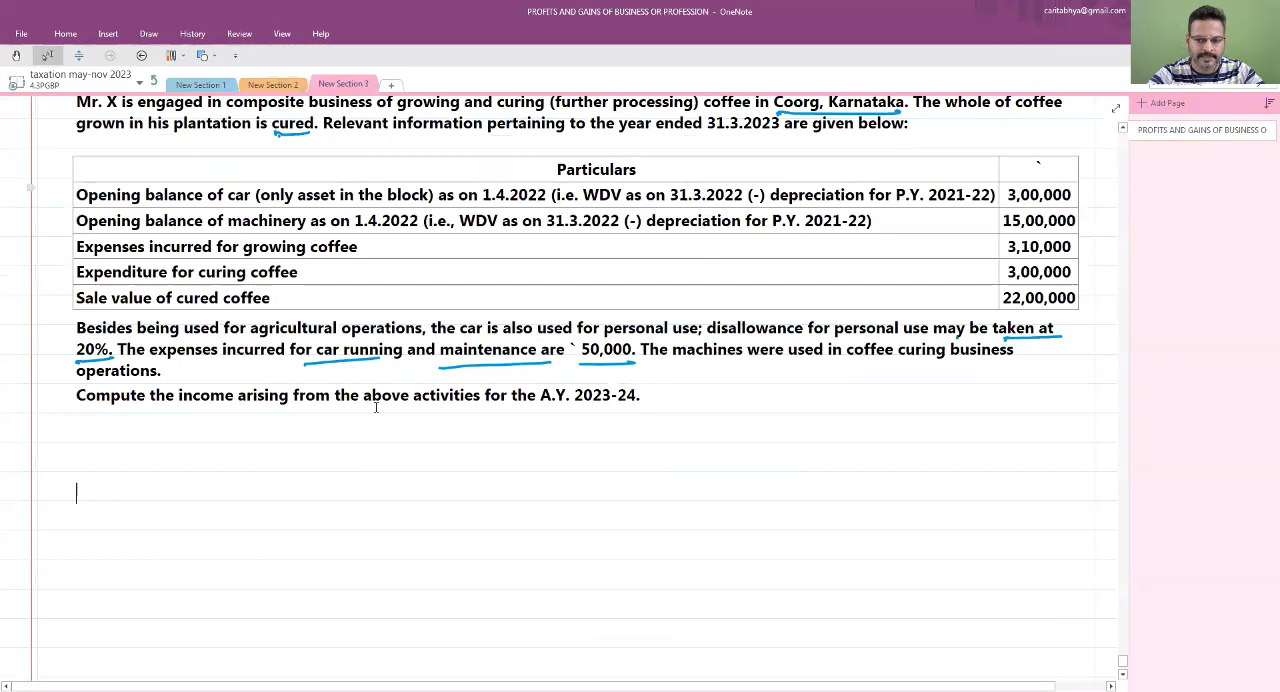 PROFITS AND GAINS OF BUSINESS OR PROFESSION - OneNote
caritabhya@gmail.com
File Home Insert Draw History Review View Help
taxation may-nov 2023
4.3PGBP
New Section 1 New Section 2 New Section 3
Add Page
PROFITS AND GAINS OF BUSINESS O
Mr. X is engaged in composite business of growing and curing (further processing) coffee in Coorg, Karnataka. The whole of coffee
grown in his plantation is cured. Relevant information pertaining to the year ended 31.3.2023 are given below:
Particulars `
Opening balance of car (only asset in the block) as on 1.4.2022 (i.e. WDV as on 31.3.2022 (-) depreciation for P.Y. 2021-22) 3,00,000
Opening balance of machinery as on 1.4.2022 (i.e., WDV as on 31.3.2022 (-) depreciation for P.Y. 2021-22) 15,00,000
Expenses incurred for growing coffee 3,10,000
Expenditure for curing coffee 3,00,000
Sale value of cured coffee 22,00,000
Besides being used for agricultural operations, the car is also used for personal use; disallowance for personal use may be taken at
20%. The expenses incurred for car running and maintenance are ` 50,000. The machines were used in coffee curing business
operations.
Compute the income arising from the above activities for the A.Y. 2023-24.